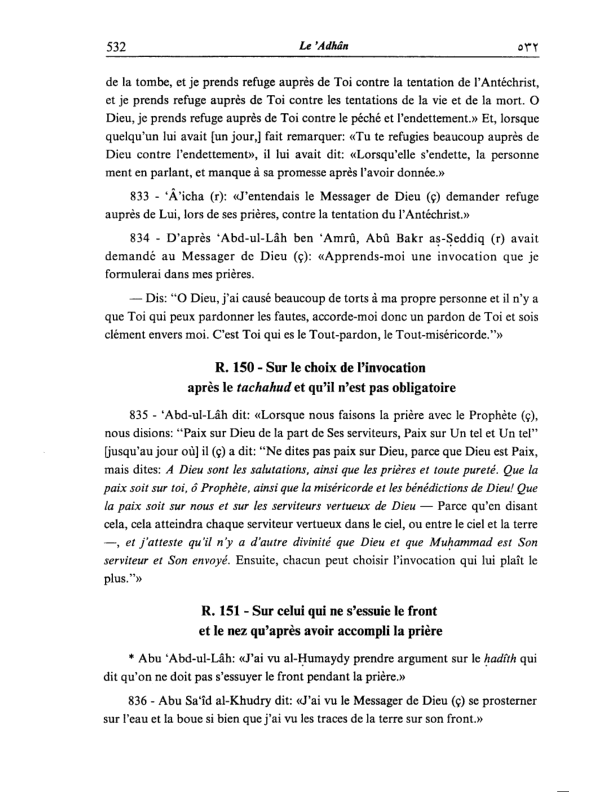 532 Le 'Adhân ٥٣٢
de la tombe, et je prends refuge auprès de Toi contre la tentation de l'Antéchrist,
et je prends refuge auprès de Toi contre les tentations de la vie et de la mort. O
Dieu, je prends refuge auprès de Toi contre le péché et l'endettement.» Et, lorsque
quelqu'un lui avait [un jour,] fait remarquer: «Tu te refugies beaucoup auprès de
Dieu contre l'endettement», il lui avait dit: «Lorsqu'elle s'endette, la personne
ment en parlant, et manque à sa promesse après l'avoir donnée.»
833 - ‘Â'icha (r): «J'entendais le Messager de Dieu (ç) demander refuge
auprès de Lui, lors de ses prières, contre la tentation du l'Antéchrist.»
834 - D'après ‘Abd-ul-Lâh ben ‘Amrû, Abû Bakr aṣ-Ṣeddiq (r) avait
demandé au Messager de Dieu (ç): «Apprends-moi une invocation que je
formulerai dans mes prières.
— Dis: “O Dieu, j'ai causé beaucoup de torts à ma propre personne et il n'y a
que Toi qui peux pardonner les fautes, accorde-moi donc un pardon de Toi et sois
clément envers moi. C'est Toi qui es le Tout-pardon, le Tout-miséricorde.”»
R. 150 - Sur le choix de l'invocation
après le tachahud et qu'il n'est pas obligatoire
835 - ‘Abd-ul-Lâh dit: «Lorsque nous faisons la prière avec le Prophète (ç),
nous disions: “Paix sur Dieu de la part de Ses serviteurs, Paix sur Un tel et Un tel”
[jusqu'au jour où] il (ç) a dit: “Ne dites pas paix sur Dieu, parce que Dieu est Paix,
mais dites: A Dieu sont les salutations, ainsi que les prières et toute pureté. Que la
paix soit sur toi, ô Prophète, ainsi que la miséricorde et les bénédictions de Dieu! Que
la paix soit sur nous et sur les serviteurs vertueux de Dieu — Parce qu'en disant
cela, cela atteindra chaque serviteur vertueux dans le ciel, ou entre le ciel et la terre
—, et j'atteste qu'il n'y a d'autre divinité que Dieu et que Muḥammad est Son
serviteur et Son envoyé. Ensuite, chacun peut choisir l'invocation qui lui plaît le
plus.”»
R. 151 - Sur celui qui ne s'essuie le front
et le nez qu'après avoir accompli la prière
* Abu ‘Abd-ul-Lâh: «J'ai vu al-Ḥumaydy prendre argument sur le ḥadîth qui
dit qu'on ne doit pas s'essuyer le front pendant la prière.»
836 - Abu Sa‘îd al-Khudry dit: «J'ai vu le Messager de Dieu (ç) se prosterner
sur l'eau et la boue si bien que j'ai vu les traces de la terre sur son front.»